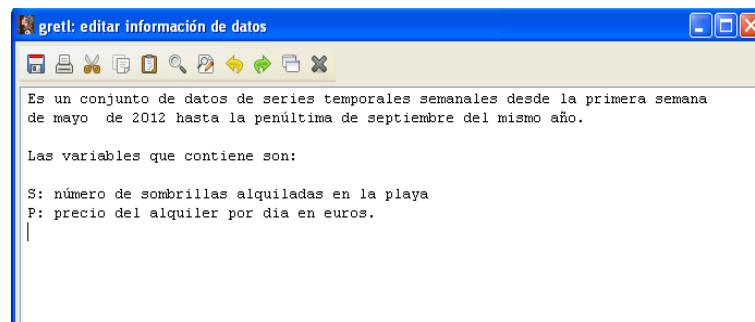 gretl: editar información de datos
Es un conjunto de datos de series temporales semanales desde la primera semana
de mayo  de 2012 hasta la penúltima de septiembre del mismo año.
Las variables que contiene son:
S: número de sombrillas alquiladas en la playa
P: precio del alquiler por dia en euros.